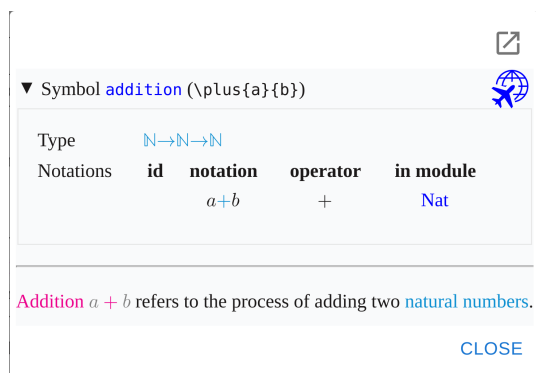 ▼ Symbol addition (\plus{a}{b})
Type ℕ→ℕ→ℕ
Notations id notation operator in module
a+b + Nat
Addition a + b refers to the process of adding two natural numbers.
CLOSE